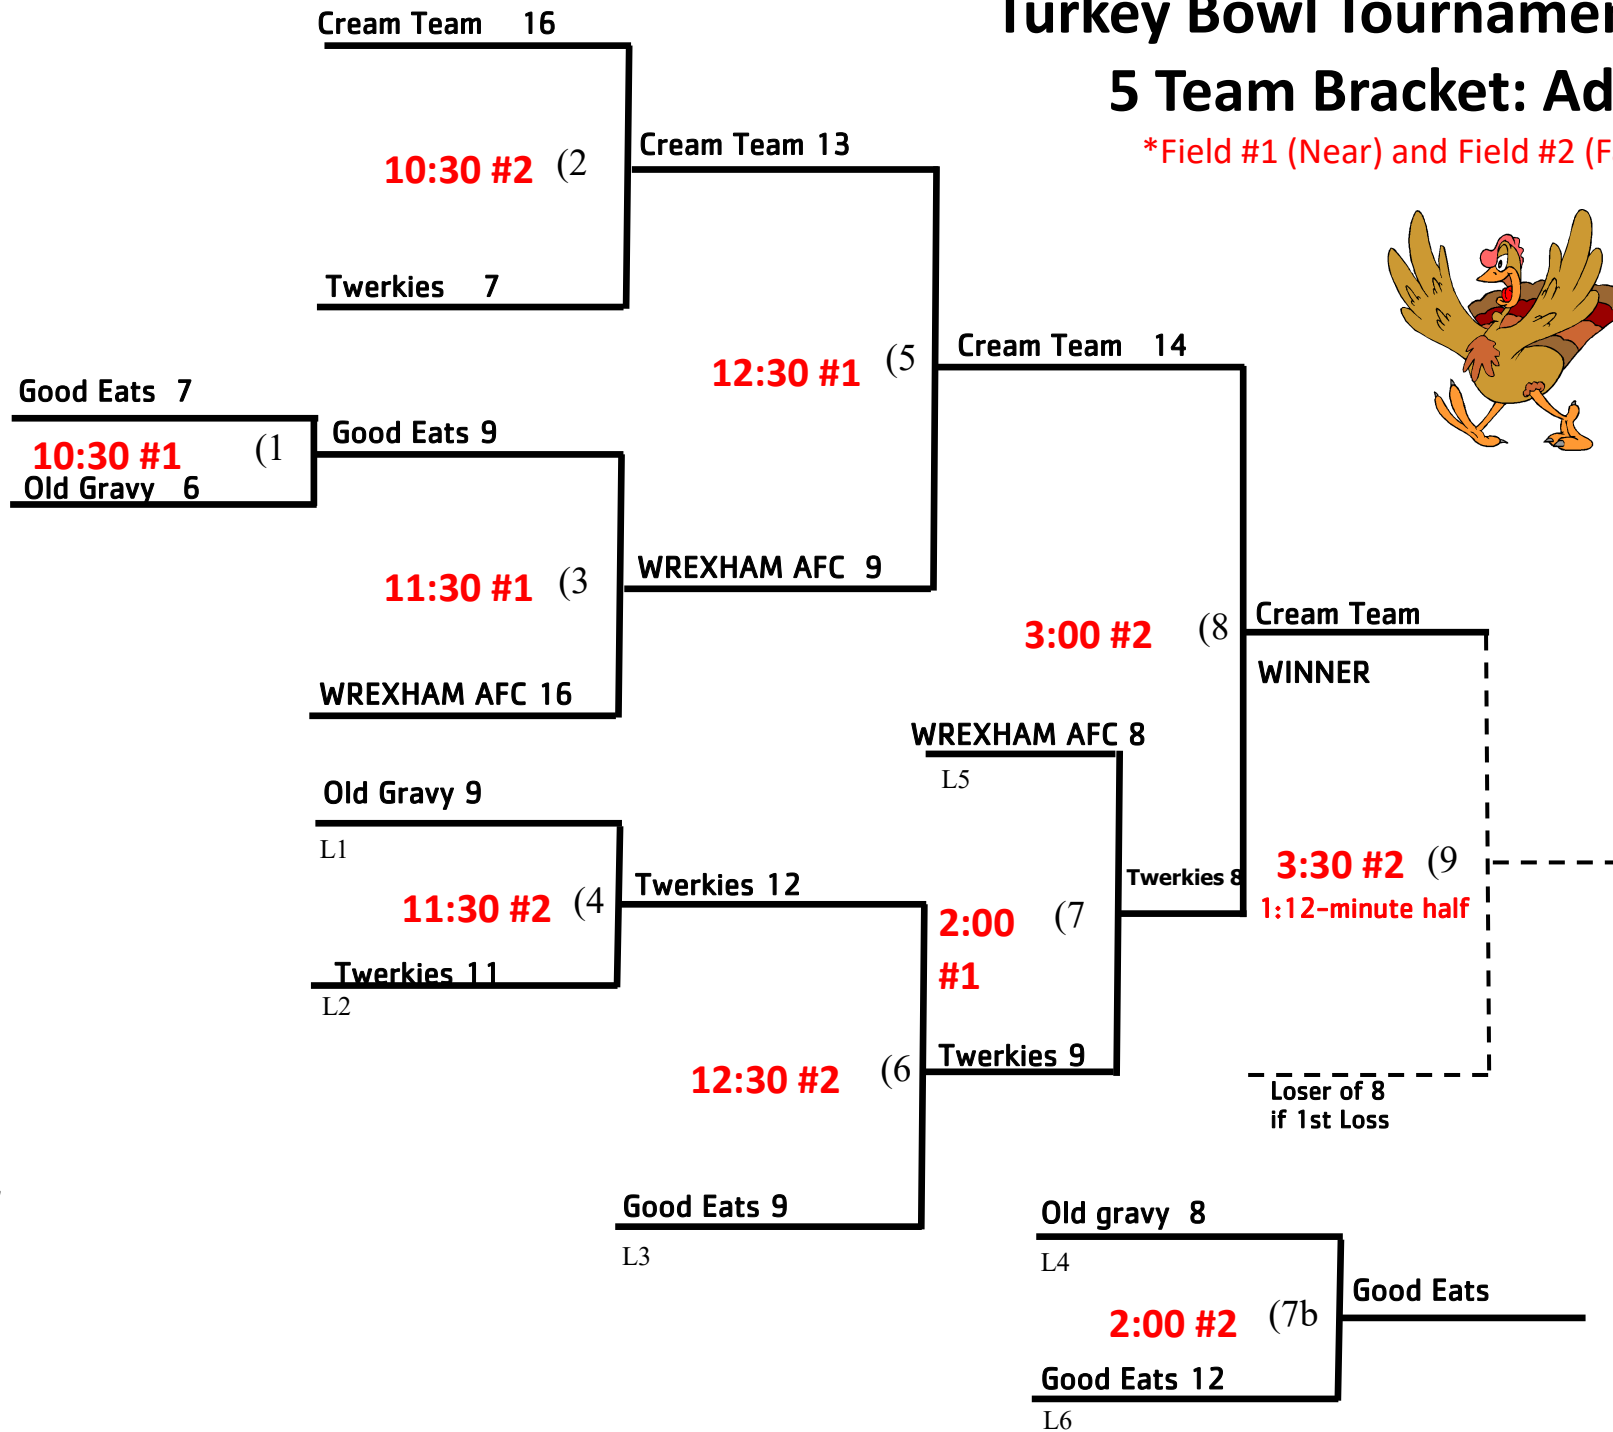 Turkey Bowl Tournamen
5 Team Bracket: Ad
*Field #1 (Near) and Field #2 (F
Cream Team 16
10:30 #2 (2
Twerkies 7
Cream Team 13
12:30 #1 (5
Good Eats 7
10:30 #1 (1
Old Gravy 6
Good Eats 9
11:30 #1 (3
WREXHAM AFC 16
WREXHAM AFC 9
Cream Team 14
3:00 #2 (8
Cream Team
WINNER
WREXHAM AFC 8
L5
Old Gravy 9
L1
11:30 #2 (4
Twerkies 11
L2
Twerkies 12
2:00 (7
#1
Twerkies 8
3:30 #2 (9
1:12-minute half
12:30 #2 (6
Twerkies 9
Loser of 8
if 1st Loss
Good Eats 9
L3
Old gravy 8
L4
2:00 #2 (7b
Good Eats
Good Eats 12
L6